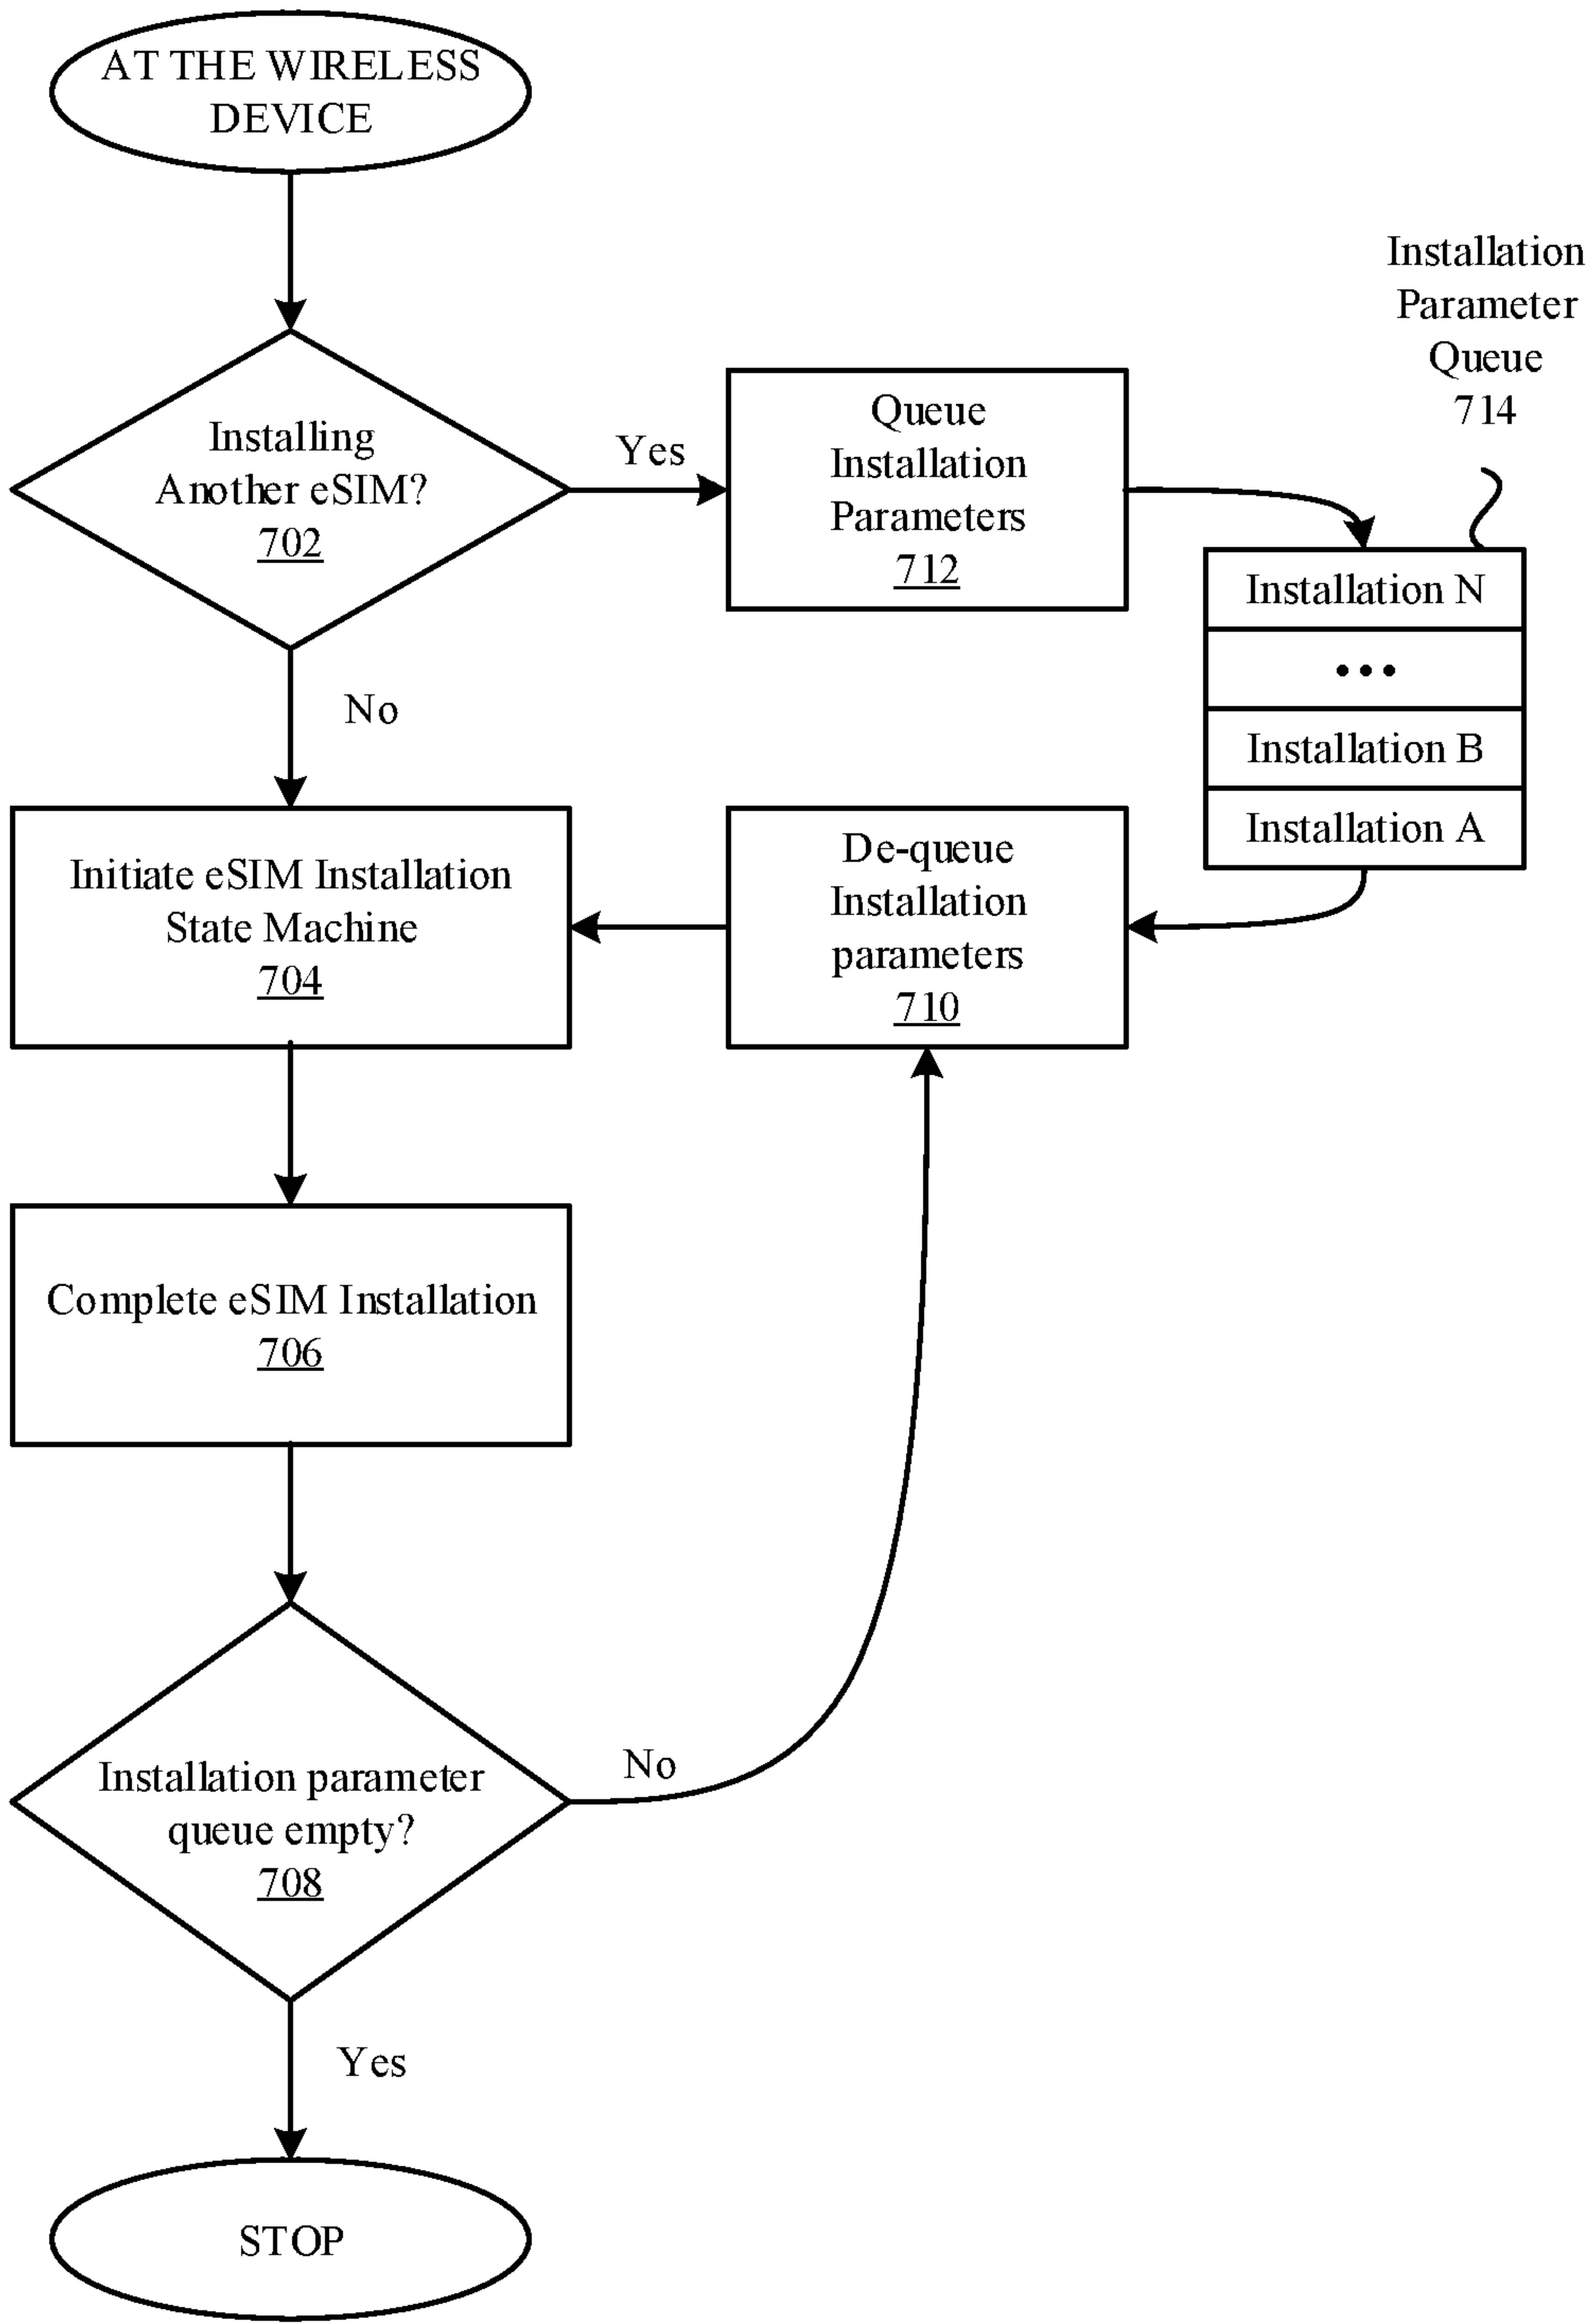 AT THE WIRELESS
DEVICE
Installing
Another eSIM?
702
Yes
Queue
Installation
Parameters
712
Installation
Parameter
Queue
714
Installation N
•••
Installation B
Installation A
No
Initiate eSIM Installation
State Machine
704
De-queue
Installation
parameters
710
Complete eSIM Installation
706
Installation parameter
queue empty?
708
No
Yes
STOP